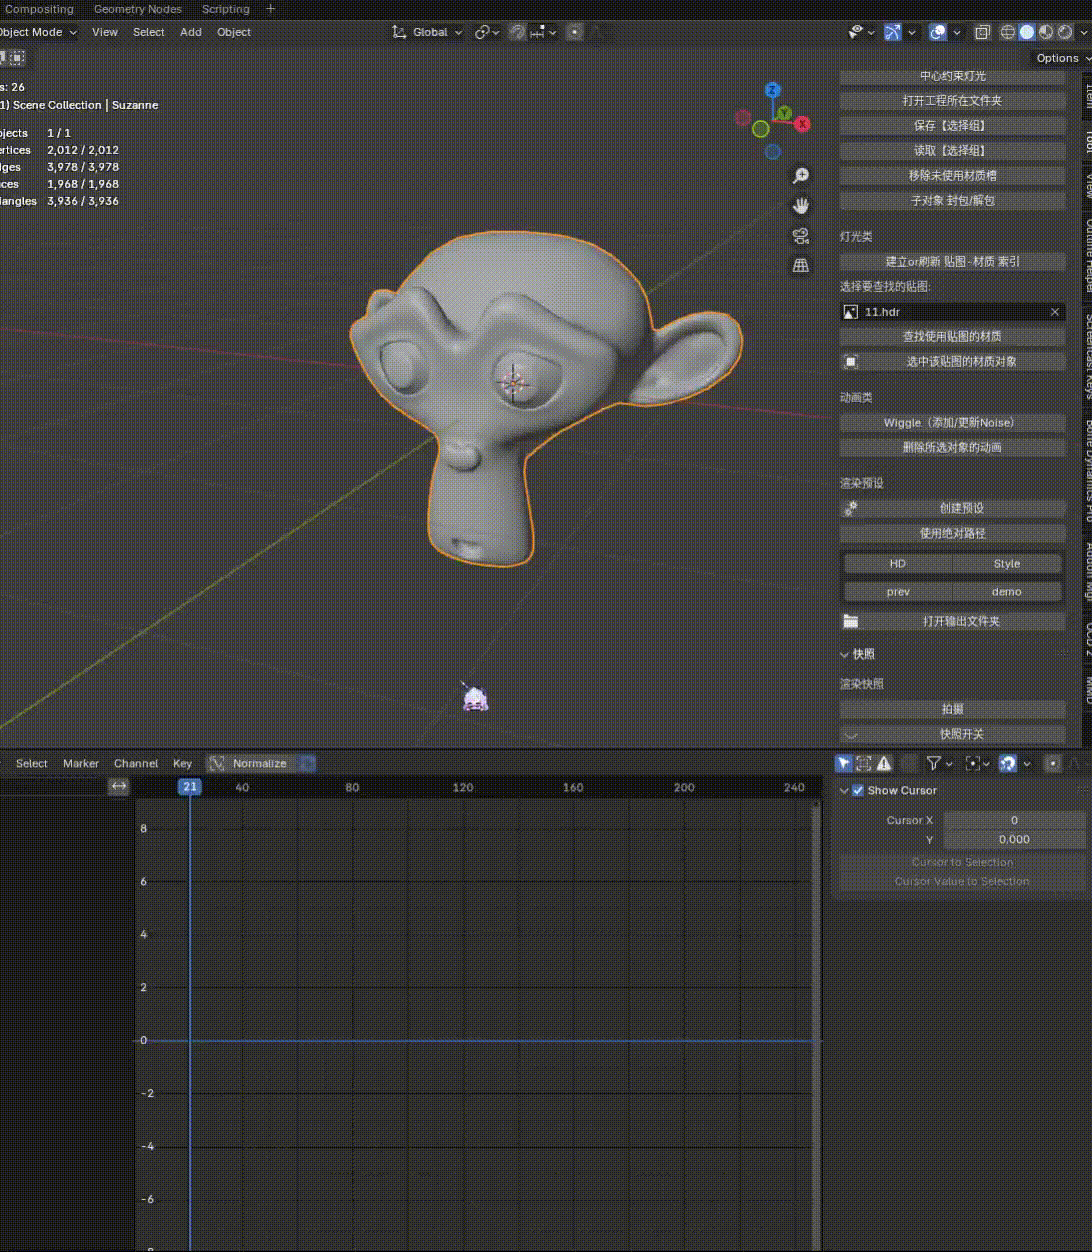 Compositing Geometry Nodes Scripting +
Object Mode View Select Add Object Global
Options
s: 26
1) Scene Collection | Suzanne
jects 1 / 1
ertices 2,012 / 2,012
ges 3,978 / 3,978
ces 1,968 / 1,968
iangles 3,936 / 3,936
Z
Y
X
中心约束灯光
打开工程所在文件夹
保存【选择组】
读取【选择组】
移除未使用材质槽
子对象 封包/解包
灯光类
建立or刷新 贴图-材质 索引
选择要查找的贴图:
11.hdr
查找使用贴图的材质
选中该贴图的材质对象
动画类
Wiggle（添加/更新Noise）
删除所选对象的动画
渲染预设
创建预设
使用绝对路径
HD Style
prev demo
打开输出文件夹
快照
渲染快照
拍摄
快照开关
Item
Tool
View
Screencast Keys
Bone Dynamics Pro
MMD
Select Marker Channel Key Normalize
21 40 80 120 160 200 240
8
6
4
2
0
-2
-4
-6
Show Cursor
Cursor X 0
Y 0.000
Cursor to Selection
Cursor Value to Selection